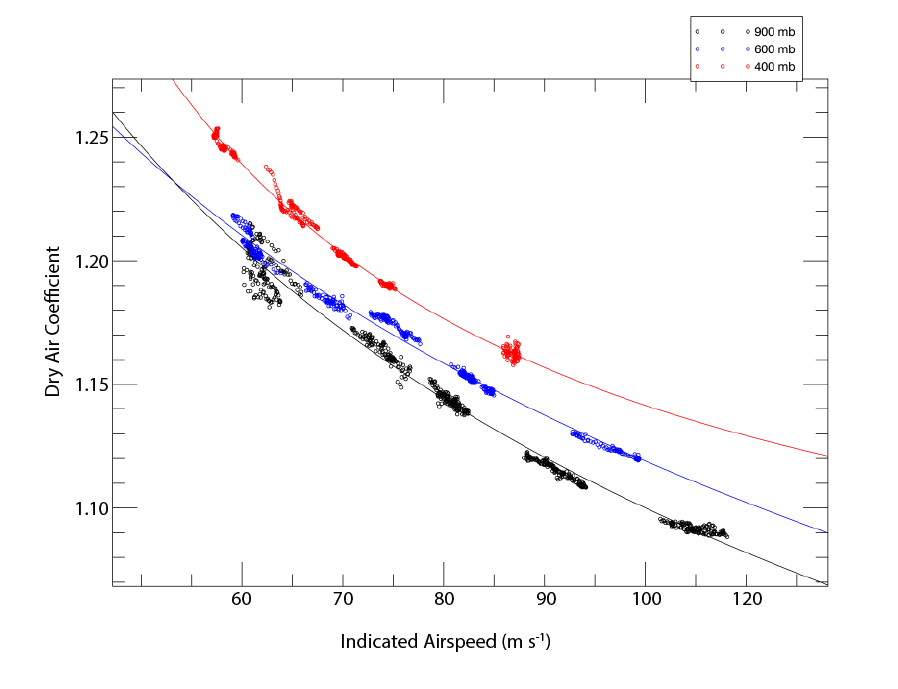 900 mb
600 mb
400 mb
1.25
1.20
1.15
1.10
Dry Air Coefficient
60 70 80 90 100 120
Indicated Airspeed (m s⁻¹)